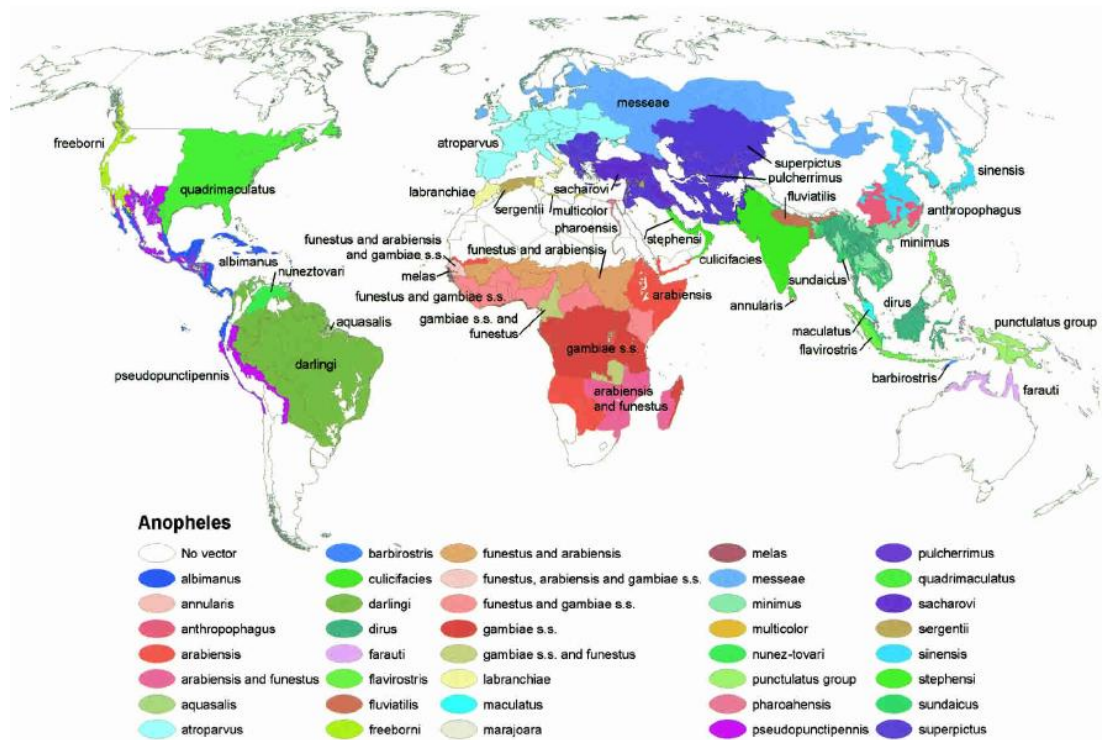 messeae
freeborni
atroparvus
superpictus
sinensis
quadrimaculatus
pulcherrimus
labranchiae
sacharovi
fluviatilis
sergentii
multicolor
anthropophagus
pharoensis
stephensi
minimus
funestus and arabiensis
and gambiae s.s.
funestus and arabiensis
albimanus
culicifacies
nuneztovari
melas
sundaicus
funestus and gambiae s.s.
arabiensis
dirus
annularis
aquasalis
gambiae s.s. and
funestus
punctulatus group
maculatus
gambiae s.s.
flavirostris
darlingi
pseudopunctipennis
barbirostris
arabiensis
and funestus
farauti
Anopheles
No vector
albimanus
annularis
anthropophagus
arabiensis
arabiensis and funestus
aquasalis
atroparvus
barbirostris
culicifacies
darlingi
dirus
farauti
flavirostris
fluviatilis
freeborni
funestus and arabiensis
funestus, arabiensis and gambiae s.s.
funestus and gambiae s.s.
gambiae s.s.
gambiae s.s. and funestus
labranchiae
maculatus
marajoara
melas
messeae
minimus
multicolor
nunez-tovari
punctulatus group
pharoahensis
pseudopunctipennis
pulcherrimus
quadrimaculatus
sacharovi
sergentii
sinensis
stephensi
sundaicus
superpictus